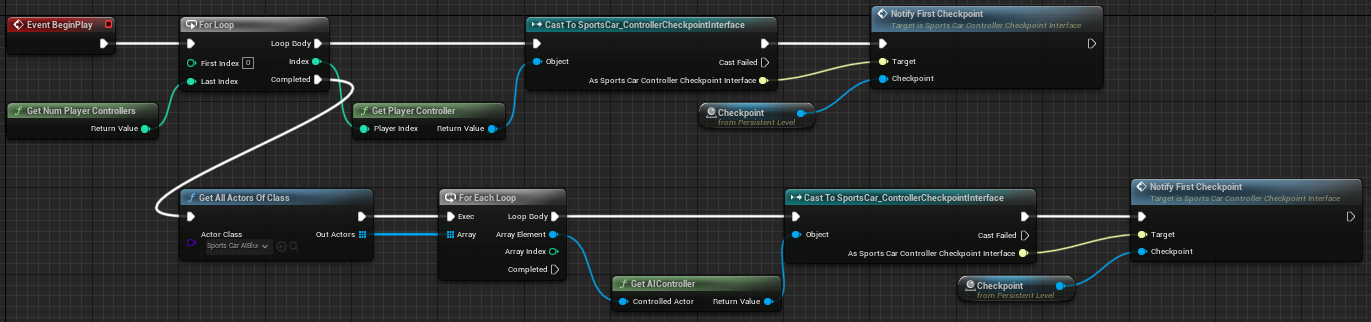 Event BeginPlay
For Loop
Loop Body
First Index 0
Index
Last Index
Completed
Get Num Player Controllers
Return Value
Get Player Controller
Player Index
Return Value
Cast To SportsCar_ControllerCheckpointInterface
Object
Cast Failed
As Sports Car Controller Checkpoint Interface
Checkpoint
from Persistent Level
Notify First Checkpoint
Target is Sports Car Controller Checkpoint Interface
Target
Checkpoint
Get All Actors Of Class
Actor Class
Out Actors
Sports Car AIBlu
For Each Loop
Exec
Loop Body
Array
Array Element
Array Index
Completed
Get AIController
Controlled Actor
Return Value
Cast To SportsCar_ControllerCheckpointInterface
Object
Cast Failed
As Sports Car Controller Checkpoint Interface
Checkpoint
from Persistent Level
Notify First Checkpoint
Target is Sports Car Controller Checkpoint Interface
Target
Checkpoint